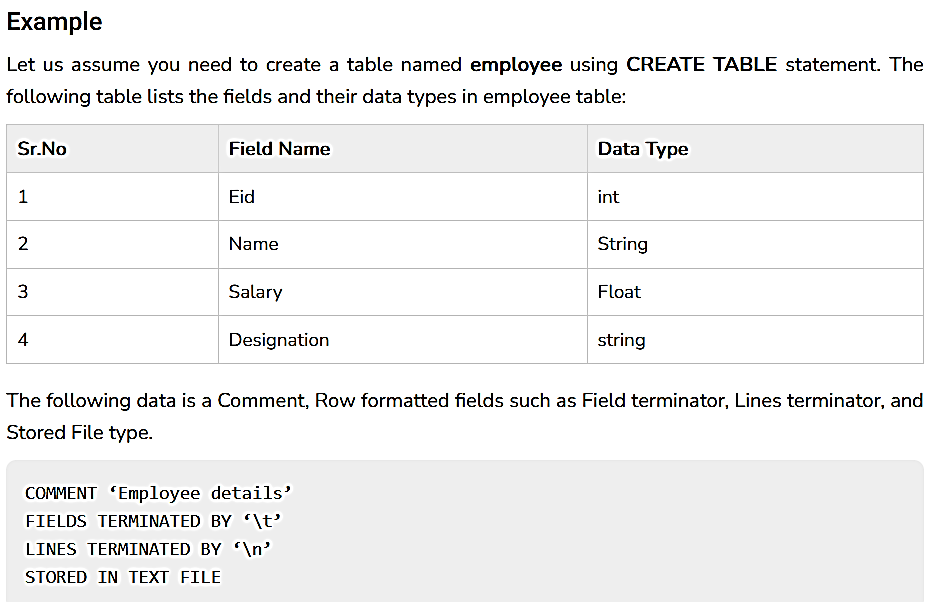 Example
Let us assume you need to create a table named employee using CREATE TABLE statement. The
following table lists the fields and their data types in employee table:
Sr.No Field Name Data Type
1 Eid int
2 Name String
3 Salary Float
4 Designation string
The following data is a Comment, Row formatted fields such as Field terminator, Lines terminator, and
Stored File type.
COMMENT ‘Employee details’
FIELDS TERMINATED BY ‘\t’
LINES TERMINATED BY ‘\n’
STORED IN TEXT FILE